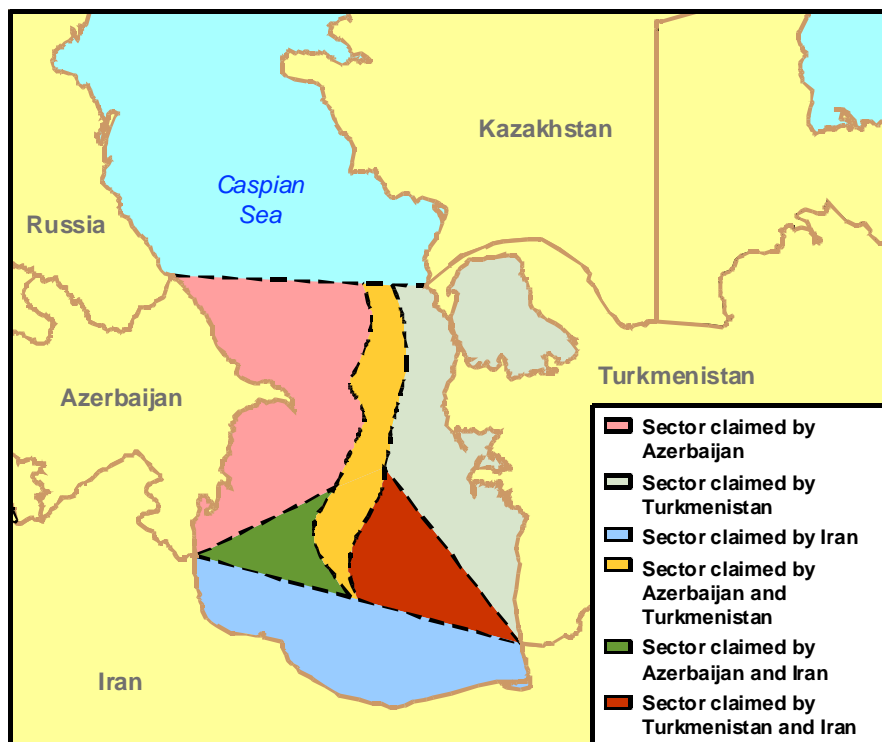 Kazakhstan
Caspian
Sea
Russia
Azerbaijan
Turkmenistan
Iran
Sector claimed by
Azerbaijan
Sector claimed by
Turkmenistan
Sector claimed by Iran
Sector claimed by
Azerbaijan and
Turkmenistan
Sector claimed by
Azerbaijan and Iran
Sector claimed by
Turkmenistan and Iran